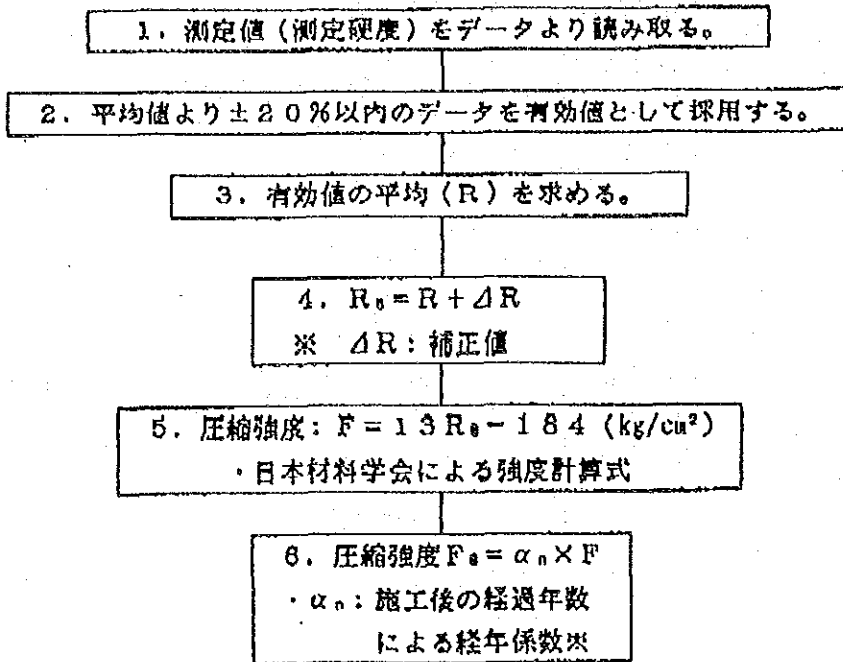 1. 測定値(測定硬度)をデータより読み取る。
2. 平均値より±20%以内のデータを有効値として採用する。
3. 有効値の平均(R)を求める。
4. R₀=R+ΔR
※ ΔR:補正値
5. 圧縮強度:F=13R₀-184 (kg/cm²)
・日本材料学会による強度計算式
6. 圧縮強度F₀=αn×F
・αn:施工後の経過年数
による経年係数※